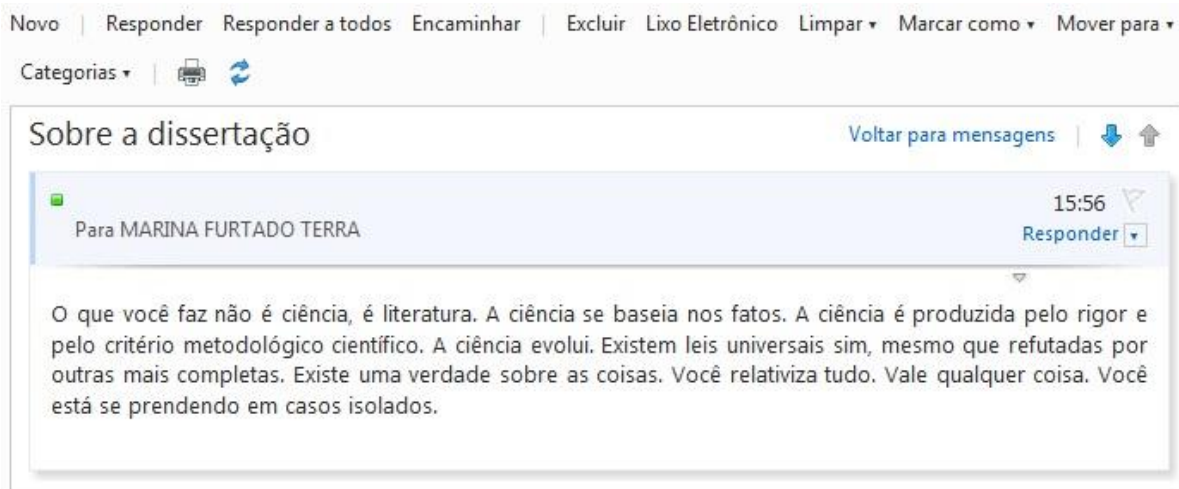 Novo | Responder Responder a todos Encaminhar | Excluir Lixo Eletrônico Limpar Marcar como Mover para
Categorias
Sobre a dissertação Voltar para mensagens
15:56
Para MARINA FURTADO TERRA
Responder
O que você faz não é ciência, é literatura. A ciência se baseia nos fatos. A ciência é produzida pelo rigor e
pelo critério metodológico científico. A ciência evolui. Existem leis universais sim, mesmo que refutadas por
outras mais completas. Existe uma verdade sobre as coisas. Você relativiza tudo. Vale qualquer coisa. Você
está se prendendo em casos isolados.